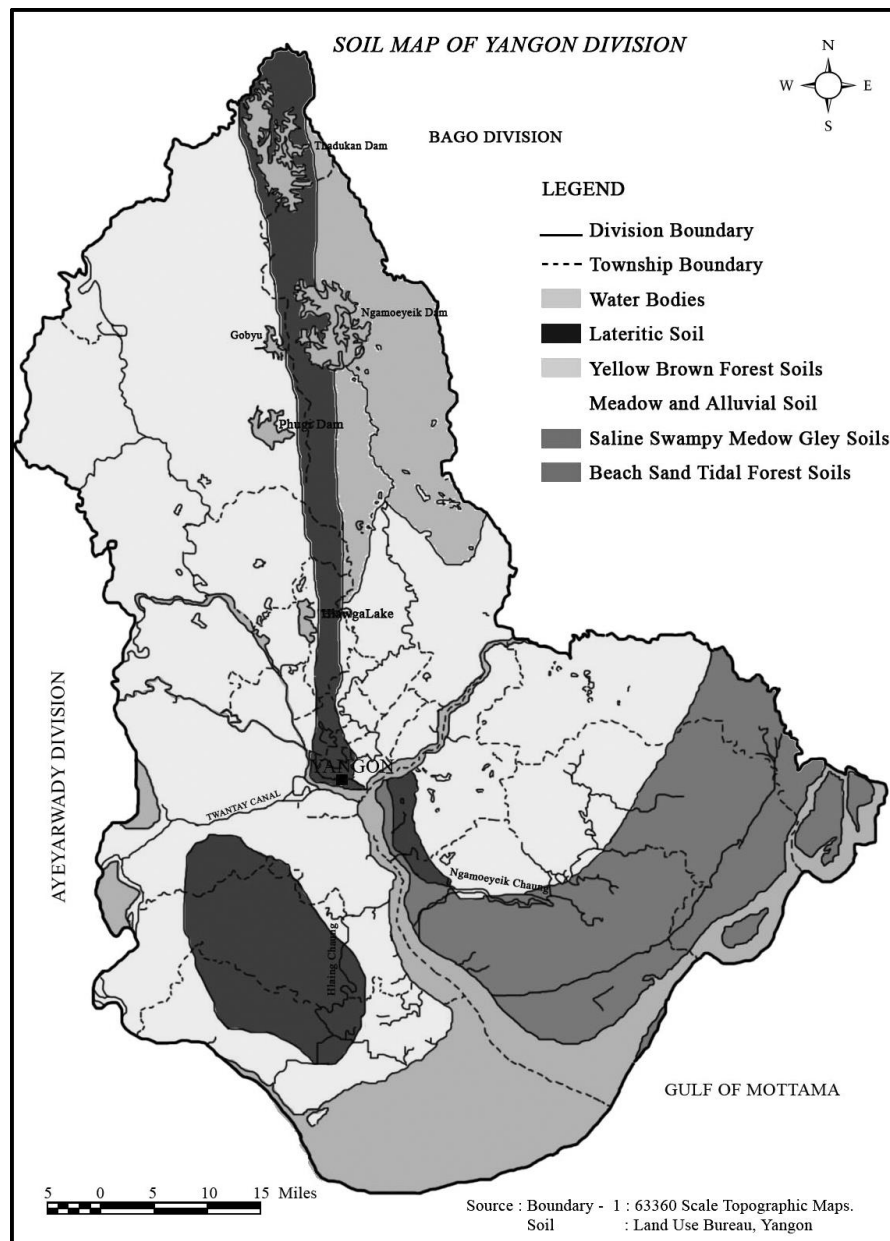 SOIL MAP OF YANGON DIVISION
N
W E
S
BAGO DIVISION
Thadukan Dam
LEGEND
Division Boundary
Township Boundary
Water Bodies
Lateritic Soil
Yellow Brown Forest Soils
Meadow and Alluvial Soil
Saline Swampy Medow Gley Soils
Beach Sand Tidal Forest Soils
Ngamoeyeik Dam
Gobyu
Phugi Dam
HlawgaLake
AYEYARWADY DIVISION
YANGON
TWANTAY CANAL
Ngamoeyeik Chaung
Hlaing Chaung
GULF OF MOTTAMA
5 0 5 10 15 Miles
Source : Boundary - 1 : 63360 Scale Topographic Maps.
Soil : Land Use Bureau, Yangon